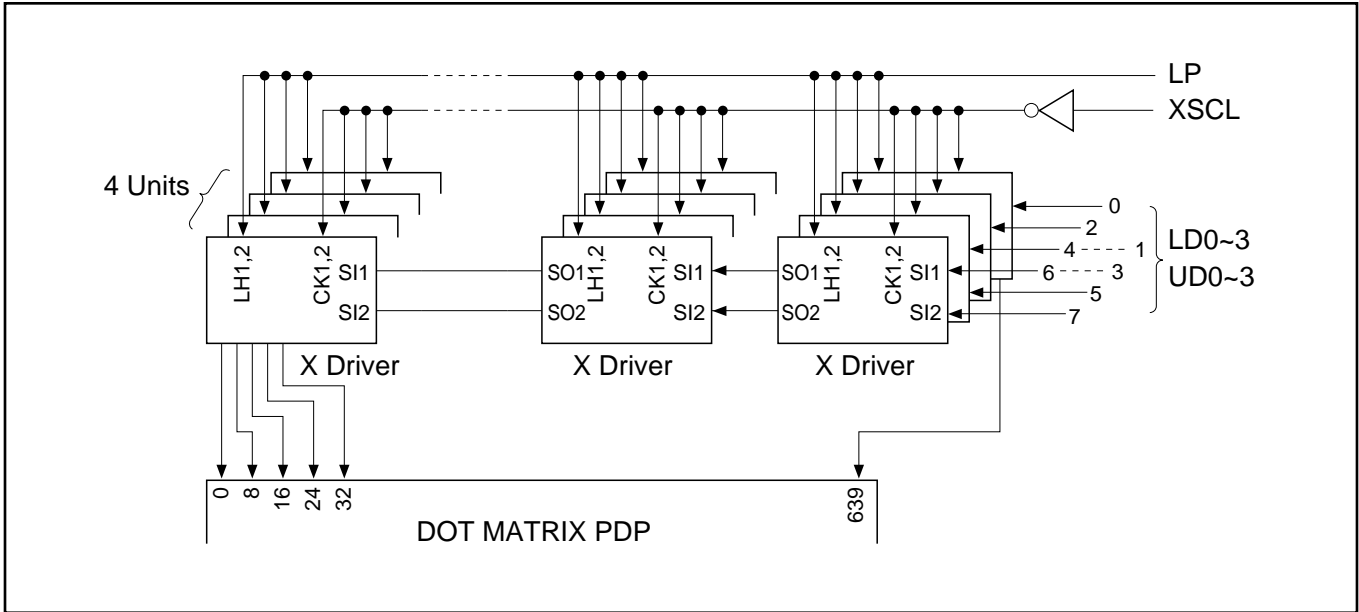 LP
XSCL
4 Units
0
2
LD0~3
4
1
UD0~3
6
3
5
7
LH1,2
CK1,2
SI1
SI2
SO1
SO2
LH1,2
CK1,2
SI1
SI2
SO1
SO2
LH1,2
CK1,2
SI1
SI2
X Driver
X Driver
X Driver
0
8
16
24
32
639
DOT MATRIX PDP